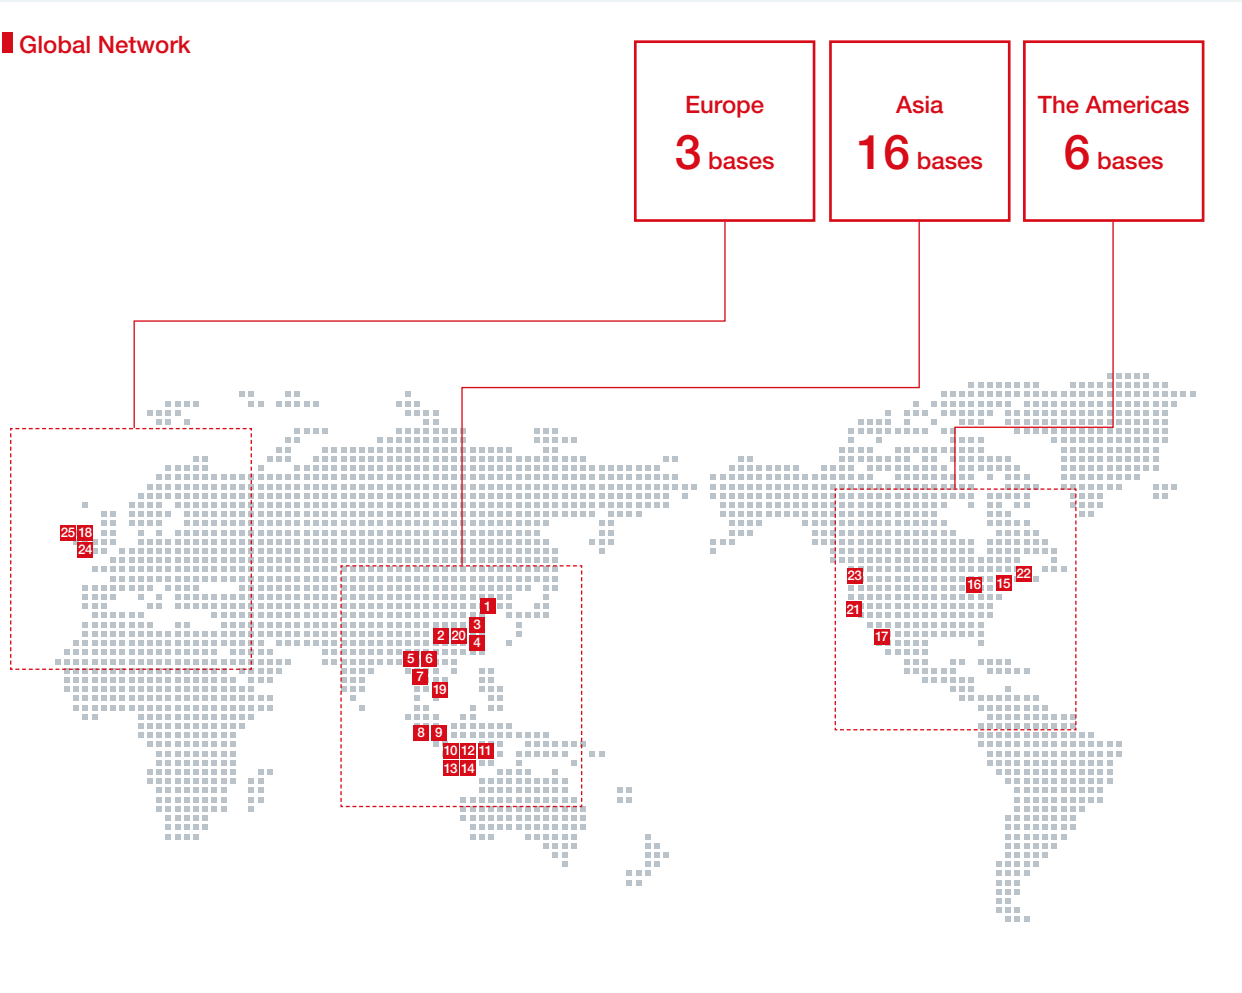 Global Network
Europe
3 bases
Asia
16 bases
The Americas
6 bases
25 18
24
1
3
2 20
4
5 6
7
19
8 9
10 12 11
13 14
23
22
16 15
21
17